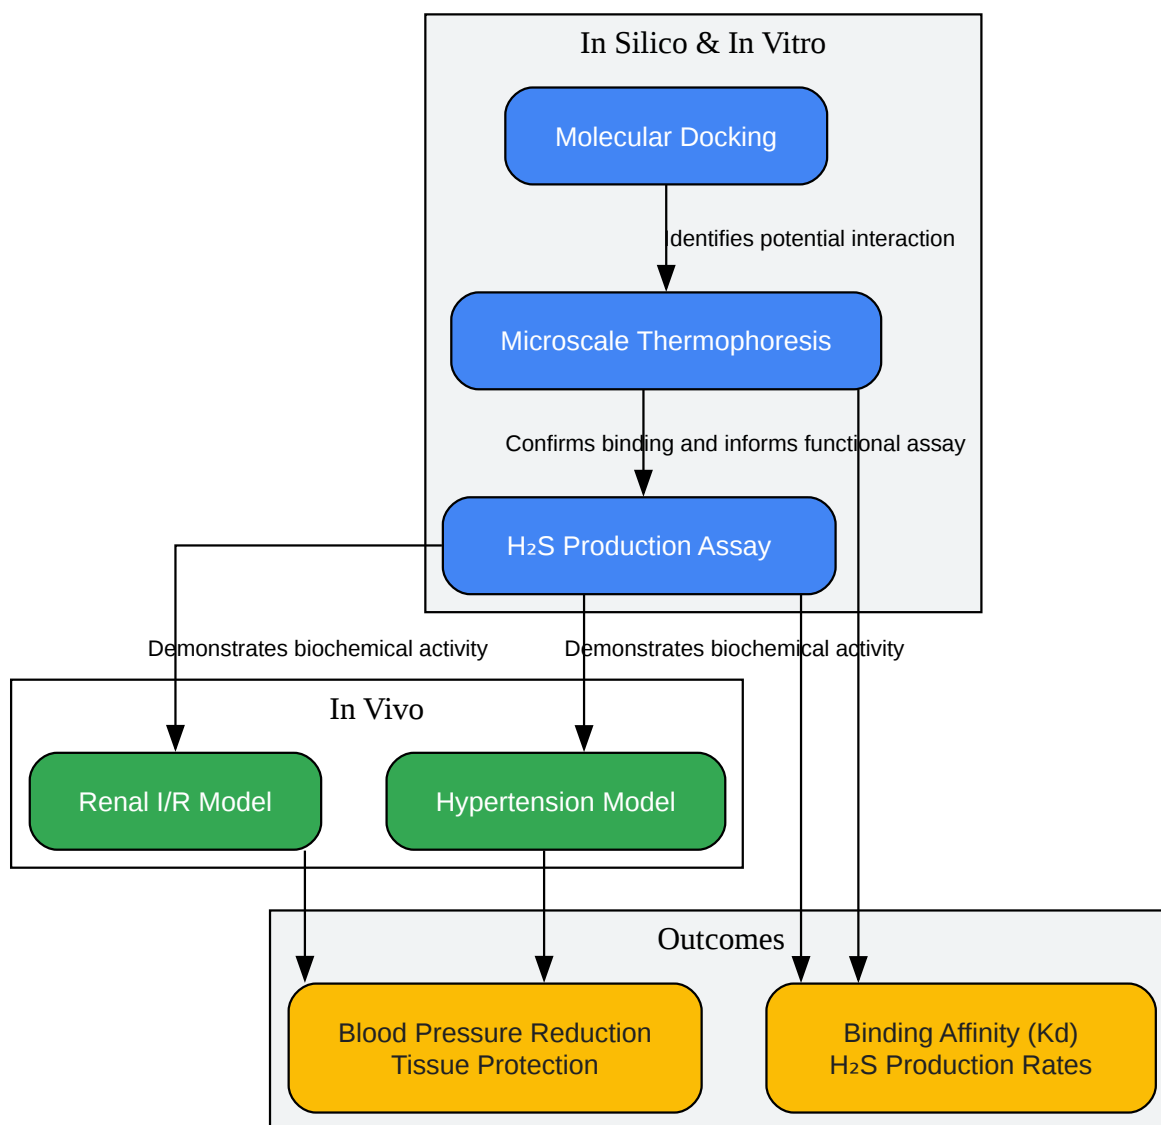 In Silico & In Vitro
Molecular Docking
Identifies potential interaction
Microscale Thermophoresis
Confirms binding and informs functional assay
H₂S Production Assay
Demonstrates biochemical activity
Demonstrates biochemical activity
In Vivo
Renal I/R Model
Hypertension Model
Outcomes
Blood Pressure Reduction
Tissue Protection
Binding Affinity (Kd)
H₂S Production Rates